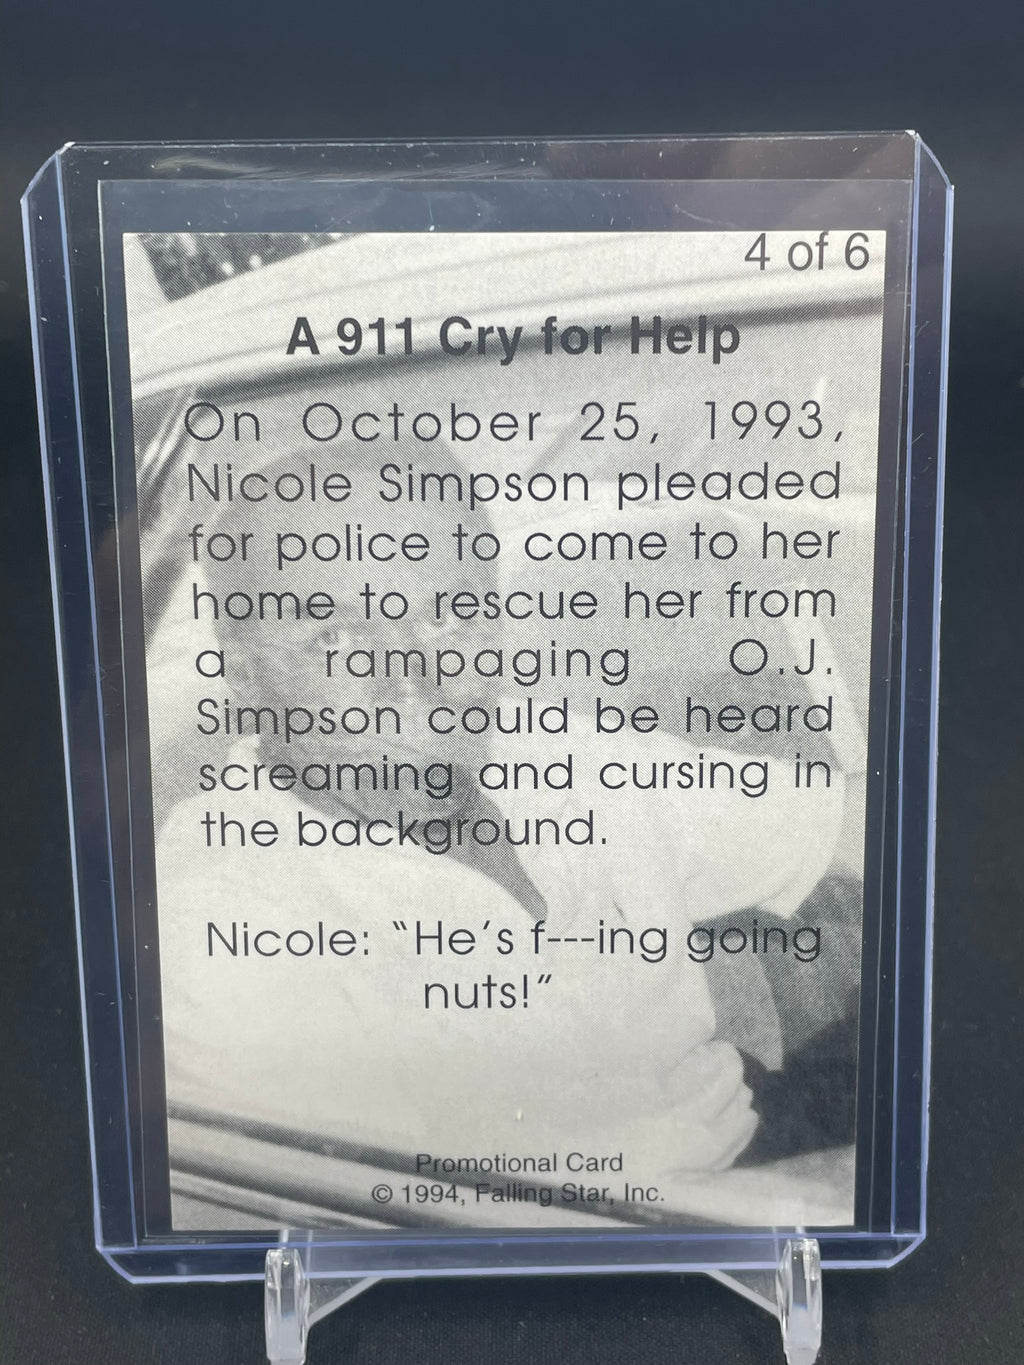 4 of 6
A 911 Cry for Help
On October 25, 1993,
Nicole Simpson pleaded
for police to come to her
home to rescue her from
a rampaging O.J.
Simpson could be heard
screaming and cursing in
the background.
Nicole: “He’s f---ing going
nuts!”
Promotional Card
© 1994, Falling Star, Inc.